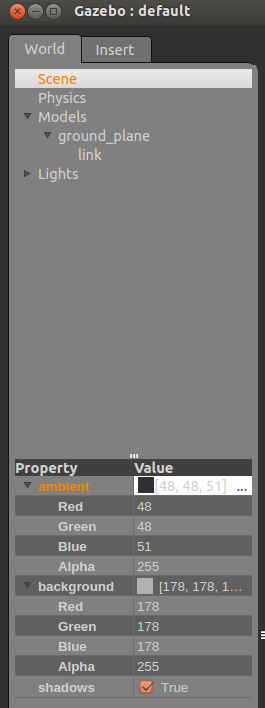 Gazebo : default
World Insert
Scene
Physics
Models
ground_plane
link
Lights
Property Value
ambient [48, 48, 51] ...
Red 48
Green 48
Blue 51
Alpha 255
background [178, 178, 1...
Red 178
Green 178
Blue 178
Alpha 255
shadows True